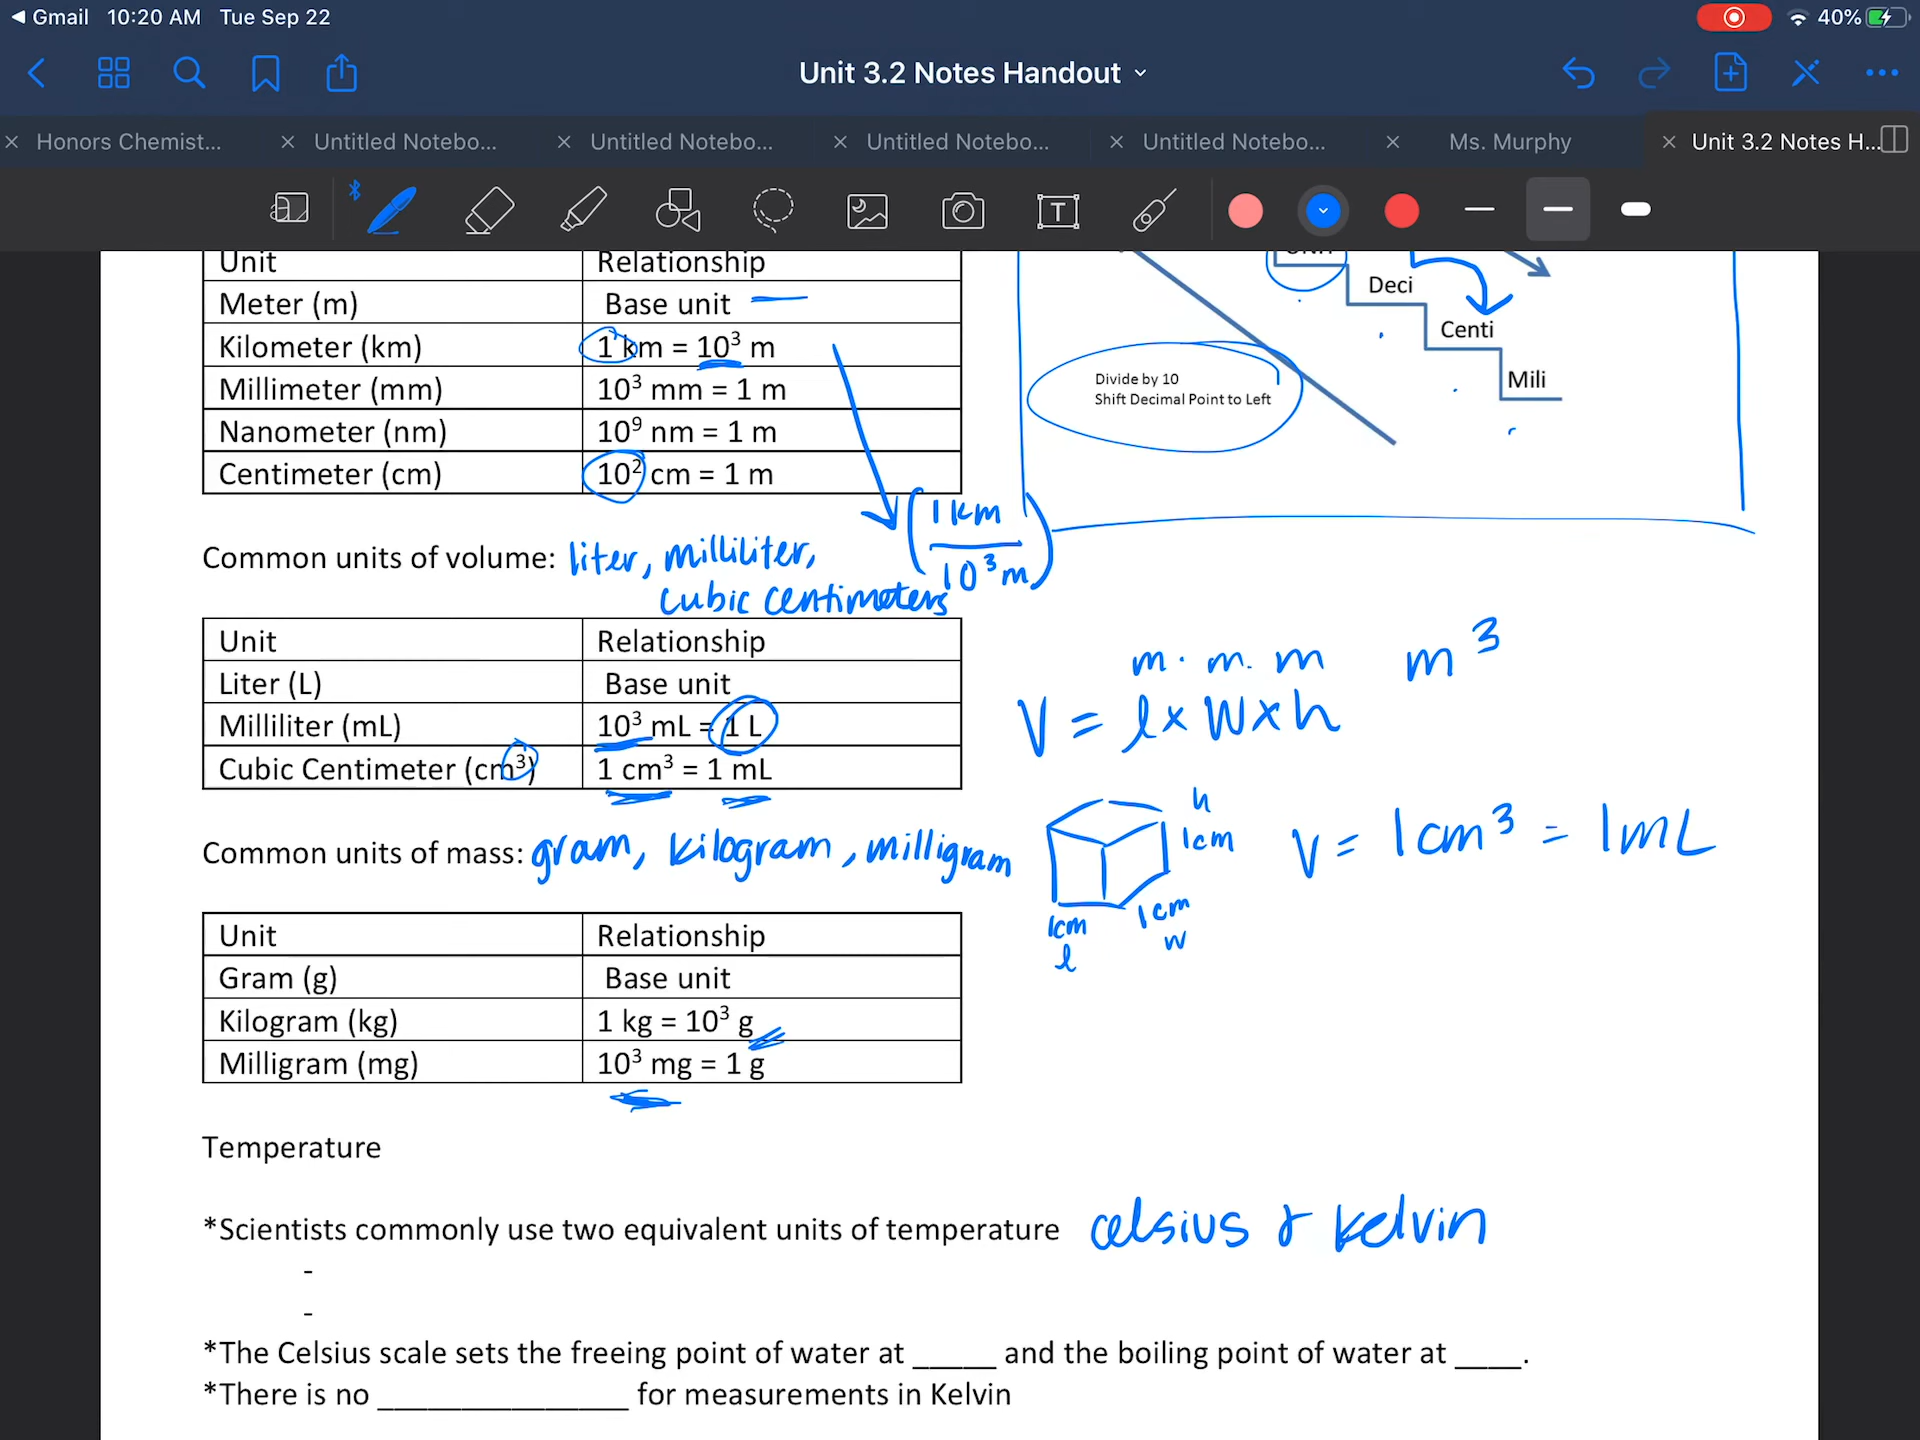 Gmail 10:20 AM Tue Sep 22 40%
Unit 3.2 Notes Handout
Honors Chemist... Untitled Notebo... Untitled Notebo... Untitled Notebo... Untitled Notebo... Ms. Murphy Unit 3.2 Notes H...
a T
Unit Relationship
Meter (m) Base unit
Kilometer (km) 1 km = 10³ m
Millimeter (mm) 10³ mm = 1 m
Nanometer (nm) 10⁹ nm = 1 m
Centimeter (cm) 10² cm = 1 m
Deci
Centi
Mili
Divide by 10
Shift Decimal Point to Left
(1 km
10³ m)
Common units of volume: liter, milliliter,
cubic centimeters
Unit Relationship
Liter (L) Base unit
Milliliter (mL) 10³ mL = 1 L
Cubic Centimeter (cm³) 1 cm³ = 1 mL
m · m · m m³
V = l x W x h
h
1cm
1cm
w
1cm
l
V = 1 cm³ = 1 mL
Common units of mass: gram, kilogram, milligram
Unit Relationship
Gram (g) Base unit
Kilogram (kg) 1 kg = 10³ g
Milligram (mg) 10³ mg = 1 g
Temperature
*Scientists commonly use two equivalent units of temperature celsius & kelvin
-
-
*The Celsius scale sets the freeing point of water at _____ and the boiling point of water at ____.
*There is no _______________ for measurements in Kelvin